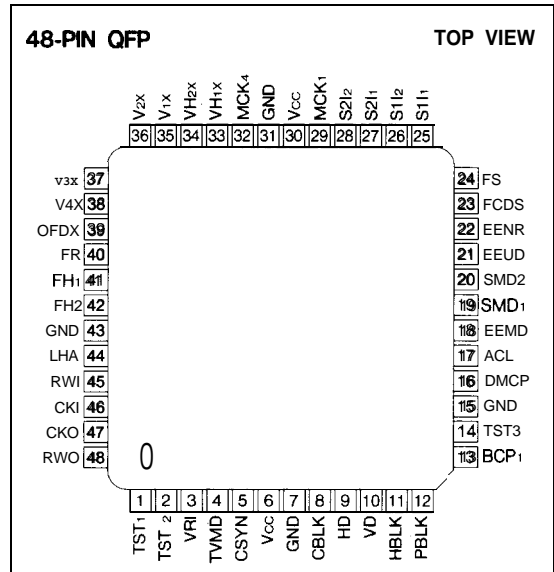 48-PIN QFP
TOP VIEW
V2X V1X VH2X VH1X MCK4 GND Vcc MCK1 S2I2 S2I1 S1I2 S1I1
36 35 34 33 32 31 30 29 28 27 26 25
V3X 37
V4X 38
OFDX 39
FR 40
FH1 41
FH2 42
GND 43
LHA 44
RWI 45
CKI 46
CKO 47
RWO 48
24 FS
23 FCDS
22 EENR
21 EEUD
20 SMD2
19 SMD1
18 EEMD
17 ACL
16 DMCP
15 GND
14 TST3
13 BCP1
1 2 3 4 5 6 7 8 9 10 11 12
TST1 TST2 VRI TVMD CSYN Vcc GND CBLK HD VD HBLK PBLK